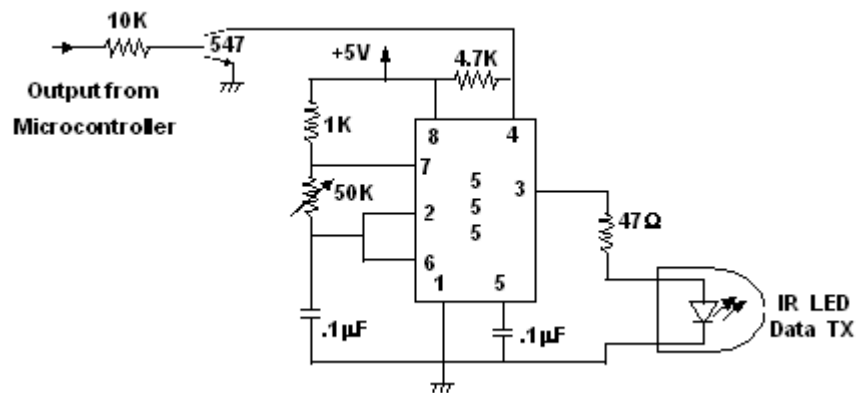 10K
547
+5V
4.7K
Output from
Microcontroller
1K
8
4
7
50K
5
5
5
3
2
47Ω
6
1
5
.1µF
.1µF
IR LED
Data TX